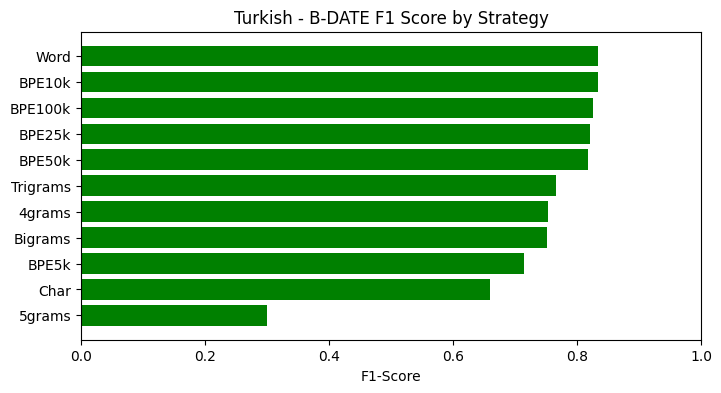 Turkish - B-DATE F1 Score by Strategy
Word
BPE10k
BPE100k
BPE25k
BPE50k
Trigrams
4grams
Bigrams
BPE5k
Char
5grams
0.0 0.2 0.4 0.6 0.8 1.0
F1-Score